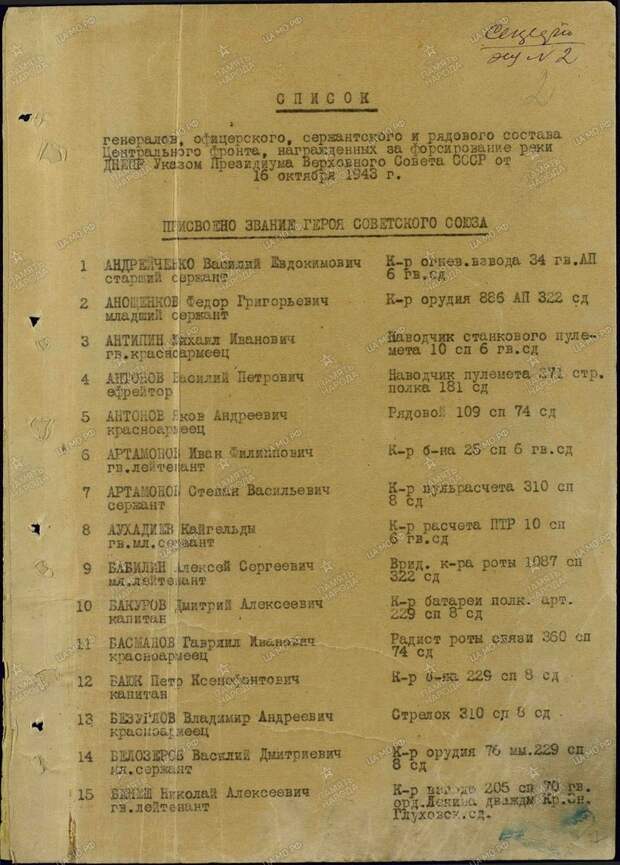 2
СПИСОК
генералов, офицерского, сержантского и рядового состава
Центрального фронта, награжденных за форсирование реки
ДНЕПР Указом Президиума Верховного Совета СССР от
16 октября 1943 г.
ПРИСВОЕНО ЗВАНИЕ ГЕРОЯ СОВЕТСКОГО СОЮЗА
1 АНДРЕЙЧЕНКО Василий Евдокимович К-р огнев.взвода 34 гв.АП
старший сержант 6 гв.сд
2 АНОЩЕНКОВ Федор Григорьевич К-р орудия 886 АП 322 сд
младший сержант
3 АНТИПИН Михаил Иванович Наводчик станкового пуле-
гв.красноармеец мета 10 сп 6 гв.сд
4 АНТОНОВ Василий Петрович Наводчик пулемета 271 стр.
ефрейтор полка 181 сд
5 АНТОНОВ Яков Андреевич Рядовой 109 сп 74 сд
красноармеец
6 АРТАМОНОВ Иван Филиппович К-р б-на 25 сп 6 гв.сд
гв.лейтенант
7 АРТАМОНОВ Степан Васильевич К-р пульрасчета 310 сп
сержант 8 сд
8 АУХАДИЕВ Кайгельды К-р расчета ПТР 10 сп
гв.мл.сержант 6 гв.сд
9 БАБИЛИН Алексей Сергеевич Врид. к-ра роты 1087 сп
мл.лейтенант 322 сд
10 БАКУРОВ Дмитрий Алексеевич К-р батареи полк. арт.
капитан 229 сп 8 сд
11 БАСМАНОВ Гавриил Иванович Радист роты связи 360 сп
красноармеец 74 сд
12 БАЮК Петр Ксенофонтович К-р б-на 229 сп 8 сд
капитан
13 БЕЗУГЛОВ Владимир Андреевич Стрелок 310 сп 8 сд
красноармеец
14 БЕЛОЗЕРОВ Василий Дмитриевич К-р орудия 76 мм.229 сп
мл.сержант 8 сд
15 БЕНЕШ Николай Алексеевич К-р взвода 205 сп 70 гв.
гв.лейтенант орд.Ленина дважды Кр.Зн.
Глуховск.сд.